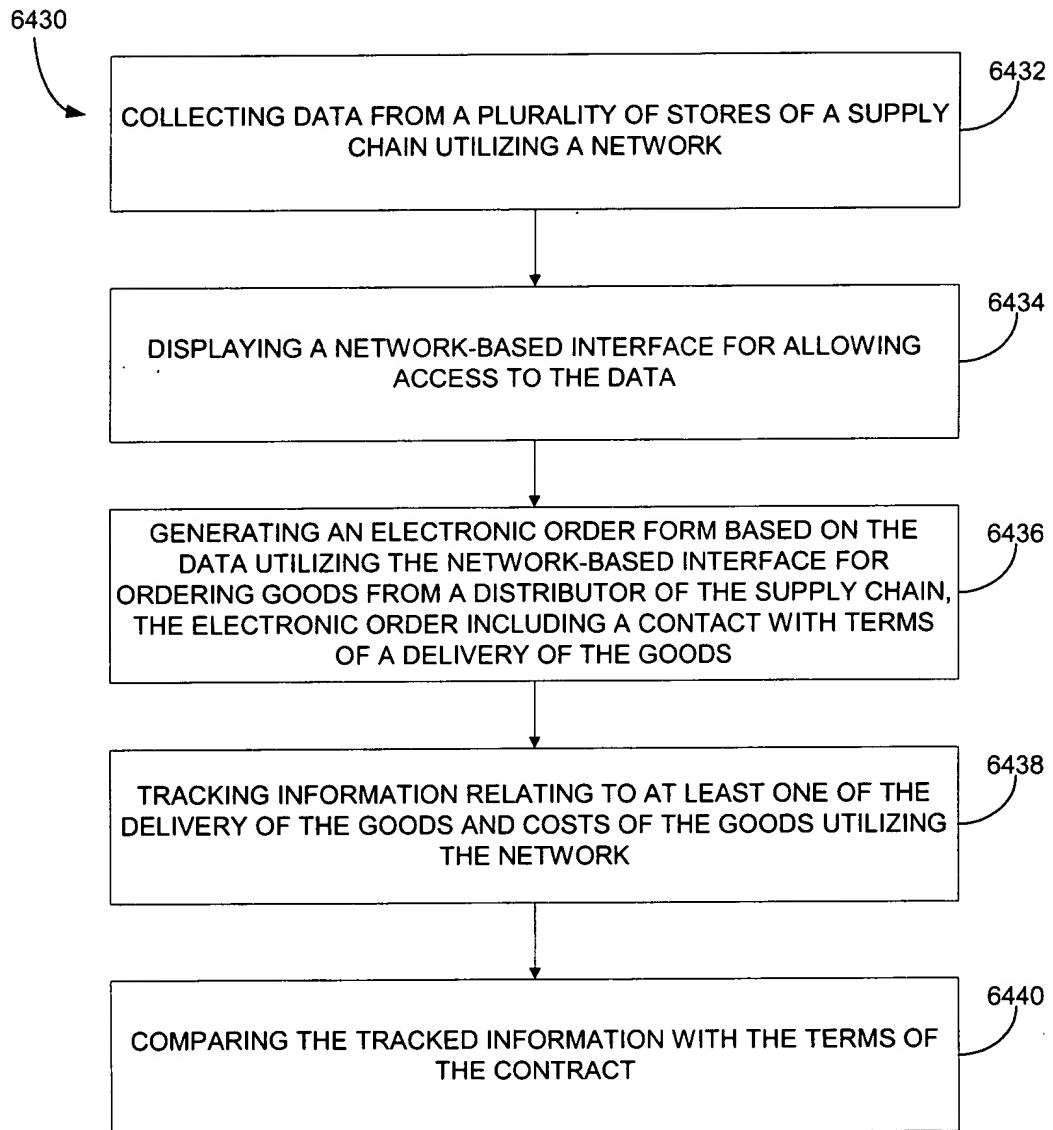 6430
6432
COLLECTING DATA FROM A PLURALITY OF STORES OF A SUPPLY
CHAIN UTILIZING A NETWORK
6434
DISPLAYING A NETWORK-BASED INTERFACE FOR ALLOWING
ACCESS TO THE DATA
GENERATING AN ELECTRONIC ORDER FORM BASED ON THE
DATA UTILIZING THE NETWORK-BASED INTERFACE FOR
ORDERING GOODS FROM A DISTRIBUTOR OF THE SUPPLY CHAIN,
THE ELECTRONIC ORDER INCLUDING A CONTACT WITH TERMS
OF A DELIVERY OF THE GOODS
6436
6438
TRACKING INFORMATION RELATING TO AT LEAST ONE OF THE
DELIVERY OF THE GOODS AND COSTS OF THE GOODS UTILIZING
THE NETWORK
6440
COMPARING THE TRACKED INFORMATION WITH THE TERMS OF
THE CONTRACT